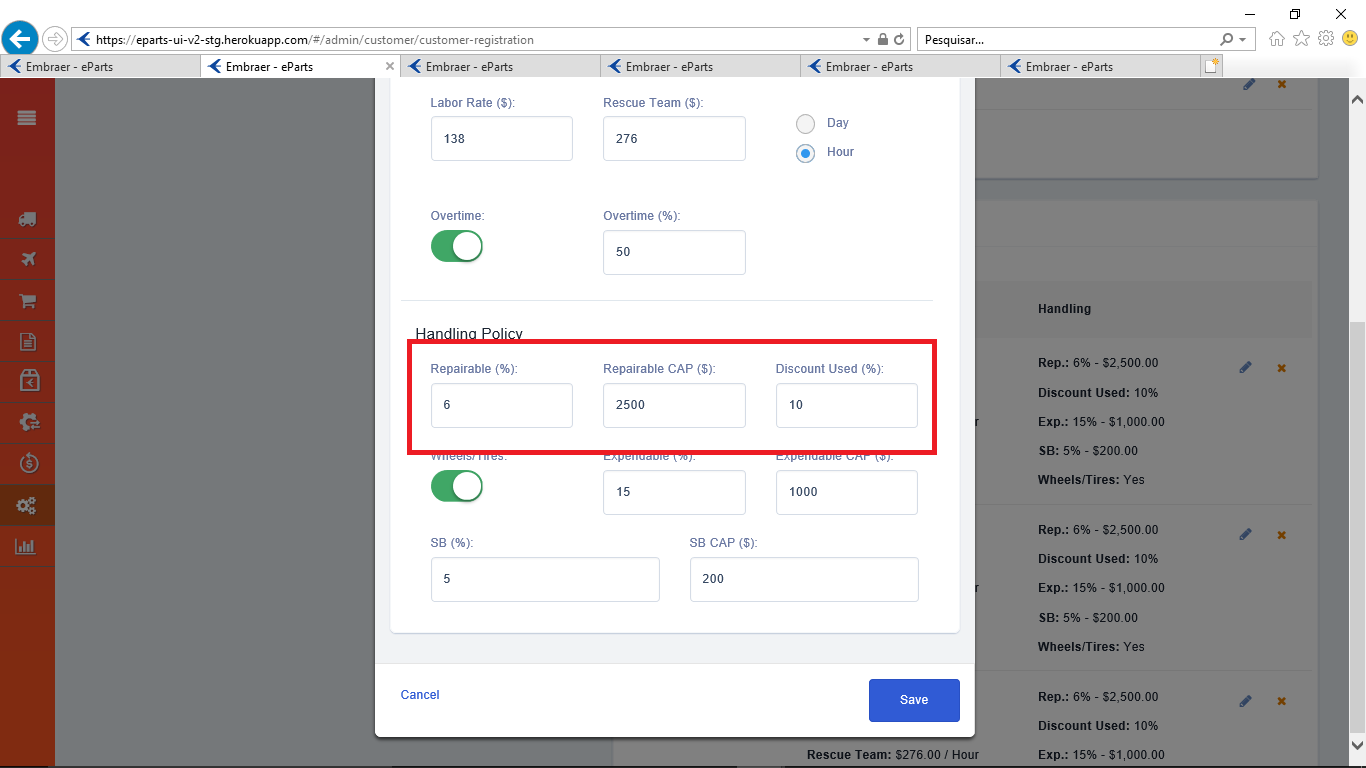 https://eparts-ui-v2-stg.herokuapp.com/#/admin/customer/customer-registration
Pesquisar...
Embraer - eParts
Embraer - eParts
Embraer - eParts
Embraer - eParts
Embraer - eParts
Embraer - eParts
Labor Rate ($):
Rescue Team ($):
138
276
Day
Hour
Overtime:
Overtime (%):
50
Handling Policy
Repairable (%):
Repairable CAP ($):
Discount Used (%):
6
2500
10
Wheels/Tires:
Expendable (%):
Expendable CAP ($):
15
1000
SB (%):
SB CAP ($):
5
200
Cancel
Save
Handling
Rep.: 6% - $2,500.00
Discount Used: 10%
Exp.: 15% - $1,000.00
SB: 5% - $200.00
Wheels/Tires: Yes
Rep.: 6% - $2,500.00
Discount Used: 10%
Exp.: 15% - $1,000.00
SB: 5% - $200.00
Wheels/Tires: Yes
Rep.: 6% - $2,500.00
Discount Used: 10%
Rescue Team: $276.00 / Hour
Exp.: 15% - $1,000.00